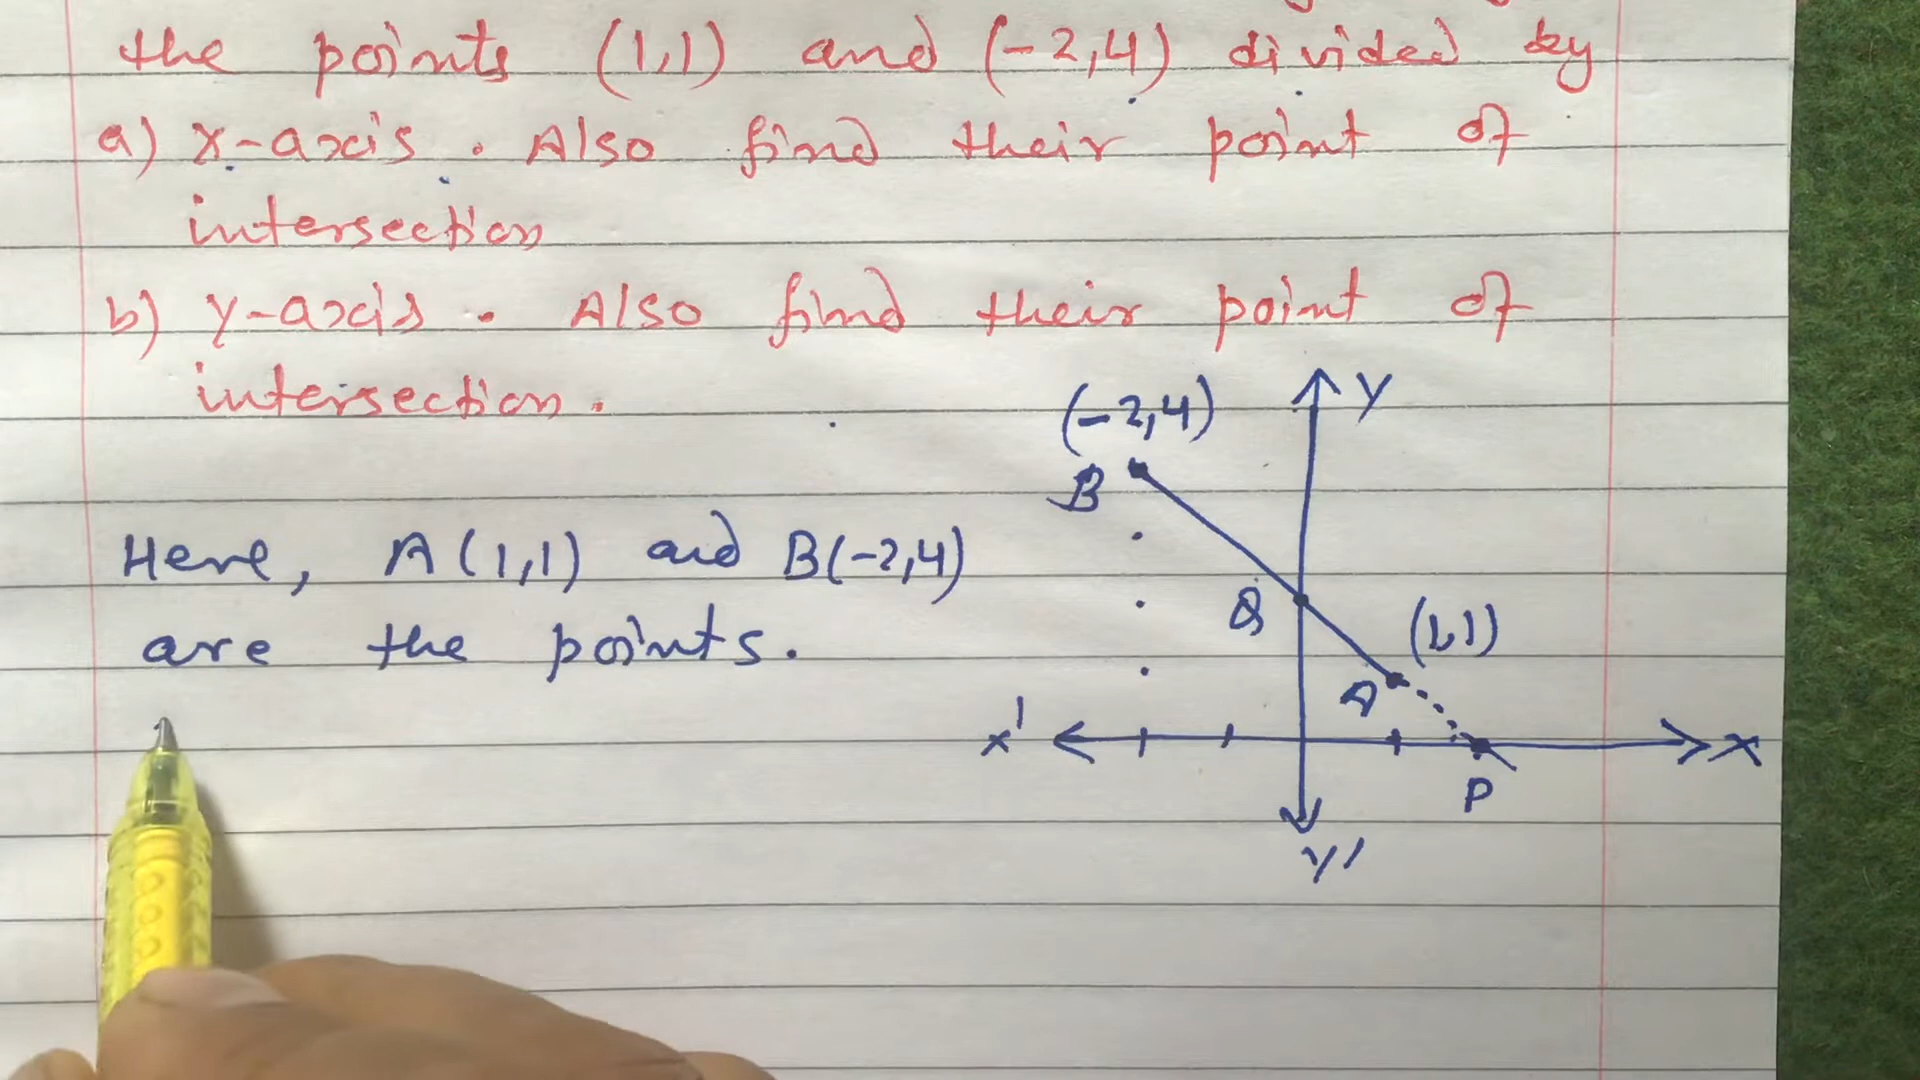 the points (1,1) and (-2,4) divided by
a) x-axis. Also find their point of
intersection
b) y-axis. Also find their point of
intersection.
Y
(-2,4)
B
Here, A(1,1) and B(-2,4)
Q
(1,1)
are the points.
A
x'
x
P
y'